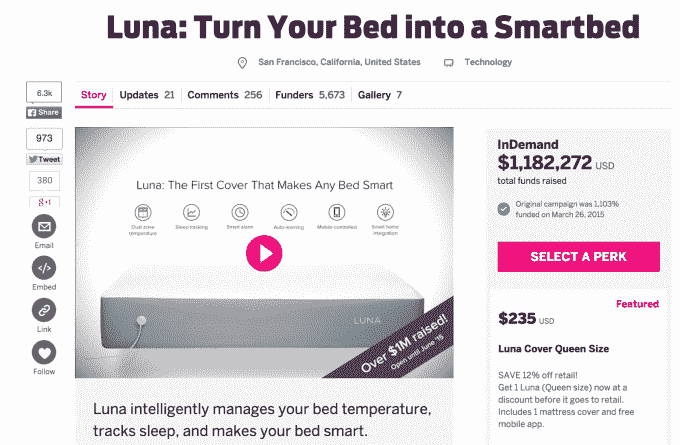 Luna: Turn Your Bed into a Smartbed
San Francisco, California, United States Technology
6.3k
Share
973
Tweet
380
g+1
Email
Embed
Link
Follow
Story Updates 21 Comments 256 Funders 5,673 Gallery 7
Luna: The First Cover That Makes Any Bed Smart
Dual zone
temperature
Sleep tracking
Smart alarm
Auto-learning
Mobile controlled
Smart home
integration
LUNA
Over $1M raised!
Open until June 15
Luna intelligently manages your bed temperature,
tracks sleep, and makes your bed smart.
InDemand
$1,182,272 USD
total funds raised
Original campaign was 1,103%
funded on March 26, 2015
SELECT A PERK
Featured
$235 USD
Luna Cover Queen Size
SAVE 12% off retail!
Get 1 Luna (Queen size) now at a
discount before it goes to retail.
Includes 1 mattress cover and free
mobile app.